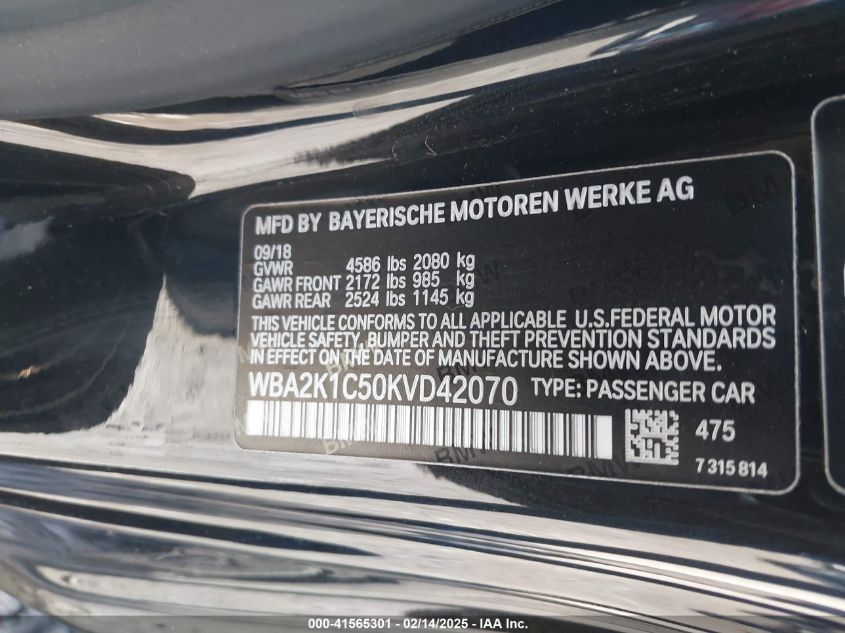 MFD BY BAYERISCHE MOTOREN WERKE AG
09/18
GVWR 4586 lbs 2080 kg
GAWR FRONT 2172 lbs 985 kg
GAWR REAR 2524 lbs 1145 kg
THIS VEHICLE CONFORMS TO ALL APPLICABLE U.S.FEDERAL MOTOR
VEHICLE SAFETY, BUMPER AND THEFT PREVENTION STANDARDS
IN EFFECT ON THE DATE OF MANUFACTURE SHOWN ABOVE.
WBA2K1C50KVD42070 TYPE: PASSENGER CAR
475
7315814
000-41565301 - 02/14/2025 - IAA Inc.